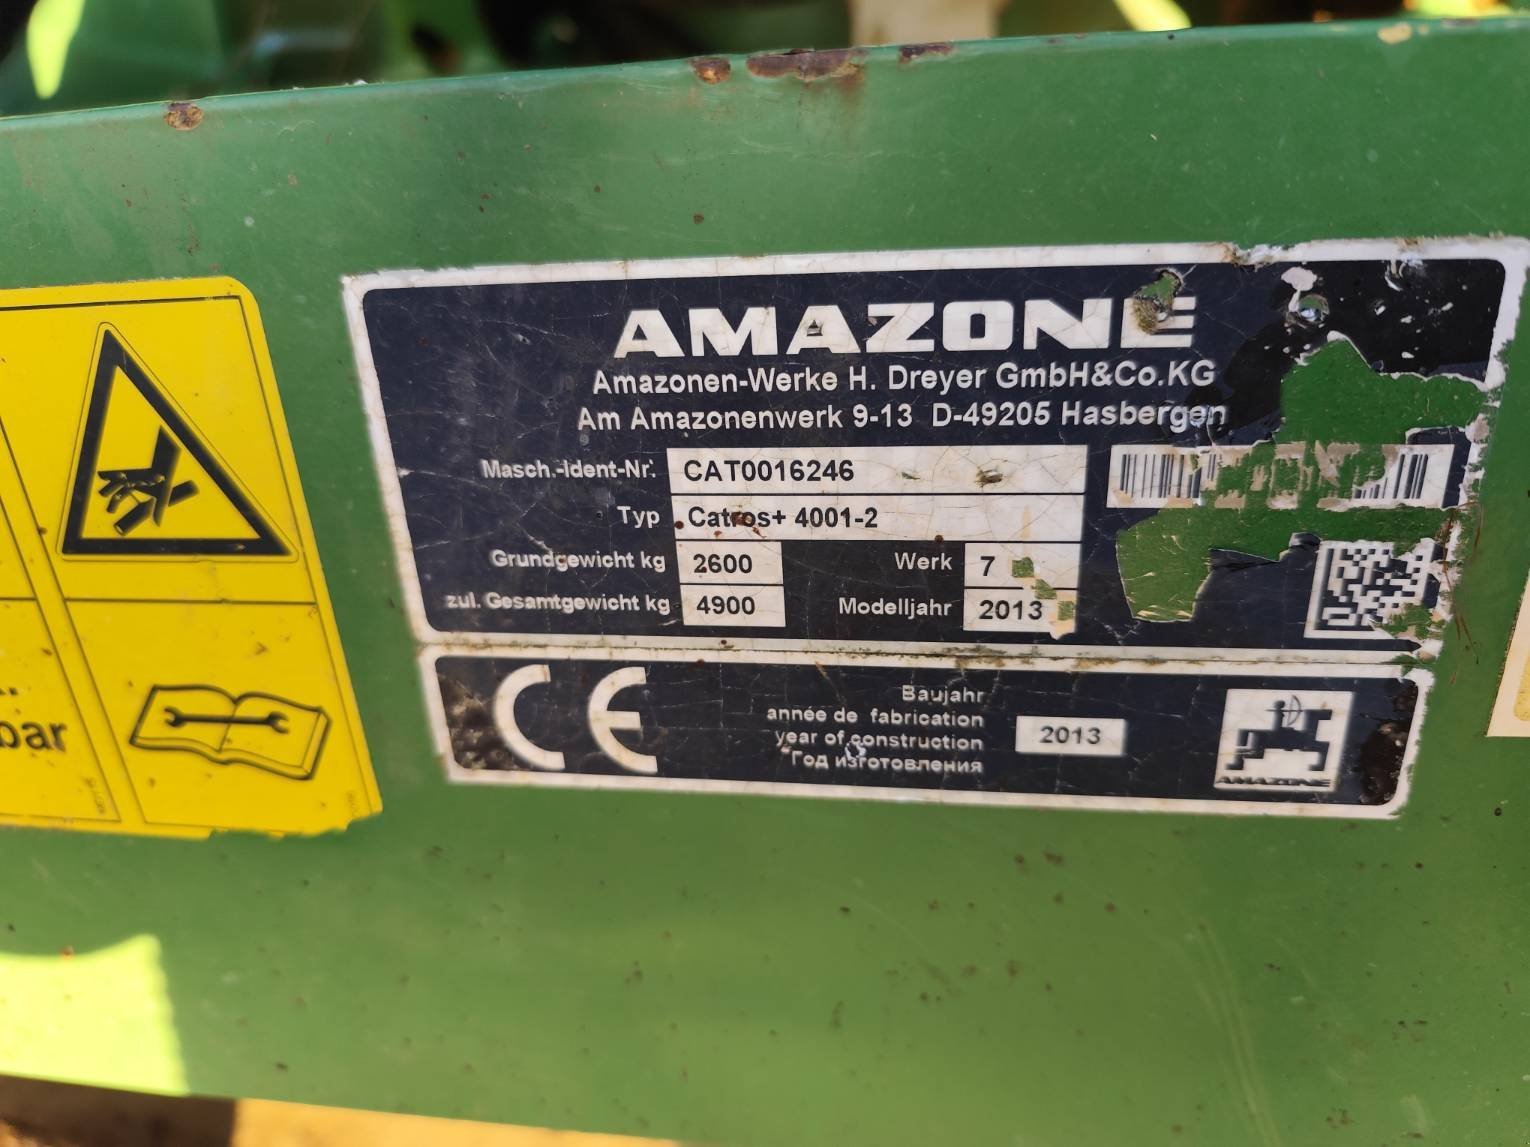 AMAZONE
Amazonen-Werke H. Dreyer GmbH&Co.KG
Am Amazonenwerk 9-13 D-49205 Hasbergen
Masch.-Ident-Nr. CAT0016246
Typ Catros+ 4001-2
Grundgewicht kg 2600 Werk 7
zul. Gesamtgewicht kg 4900 Modelljahr 2013
CE
Baujahr
année de fabrication
year of construction 2013
Год изготовления
AMAZONE
bar